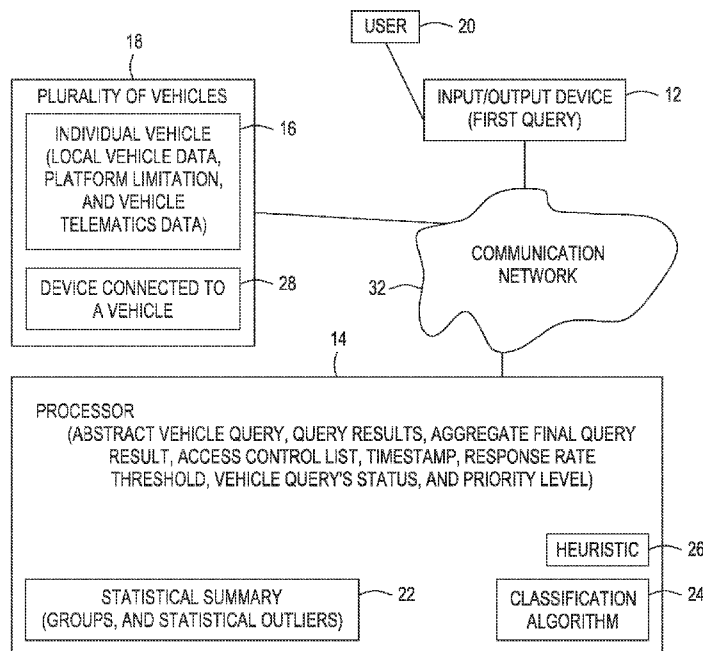 USER
20
18
PLURALITY OF VEHICLES
INDIVIDUAL VEHICLE
(LOCAL VEHICLE DATA,
PLATFORM LIMITATION,
AND VEHICLE
TELEMATICS DATA)
16
INPUT/OUTPUT DEVICE
(FIRST QUERY)
12
DEVICE CONNECTED TO
A VEHICLE
28
COMMUNICATION
NETWORK
32
14
PROCESSOR
(ABSTRACT VEHICLE QUERY, QUERY RESULTS, AGGREGATE FINAL QUERY
RESULT, ACCESS CONTROL LIST, TIMESTAMP, RESPONSE RATE
THRESHOLD, VEHICLE QUERY'S STATUS, AND PRIORITY LEVEL)
HEURISTIC
26
STATISTICAL SUMMARY
(GROUPS, AND STATISTICAL OUTLIERS)
22
CLASSIFICATION
ALGORITHM
24